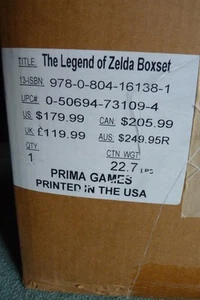 TITLE: The Legend of Zelda Boxset
13-ISBN: 978-0-804-16138-1
UPC# 0-50694-73109-4
US $179.99 CAN: $205.99
UK £119.99 AUS: $249.95R
QTY CTN WGT
1 22.7 LBS
PRIMA GAMES
PRINTED IN THE USA